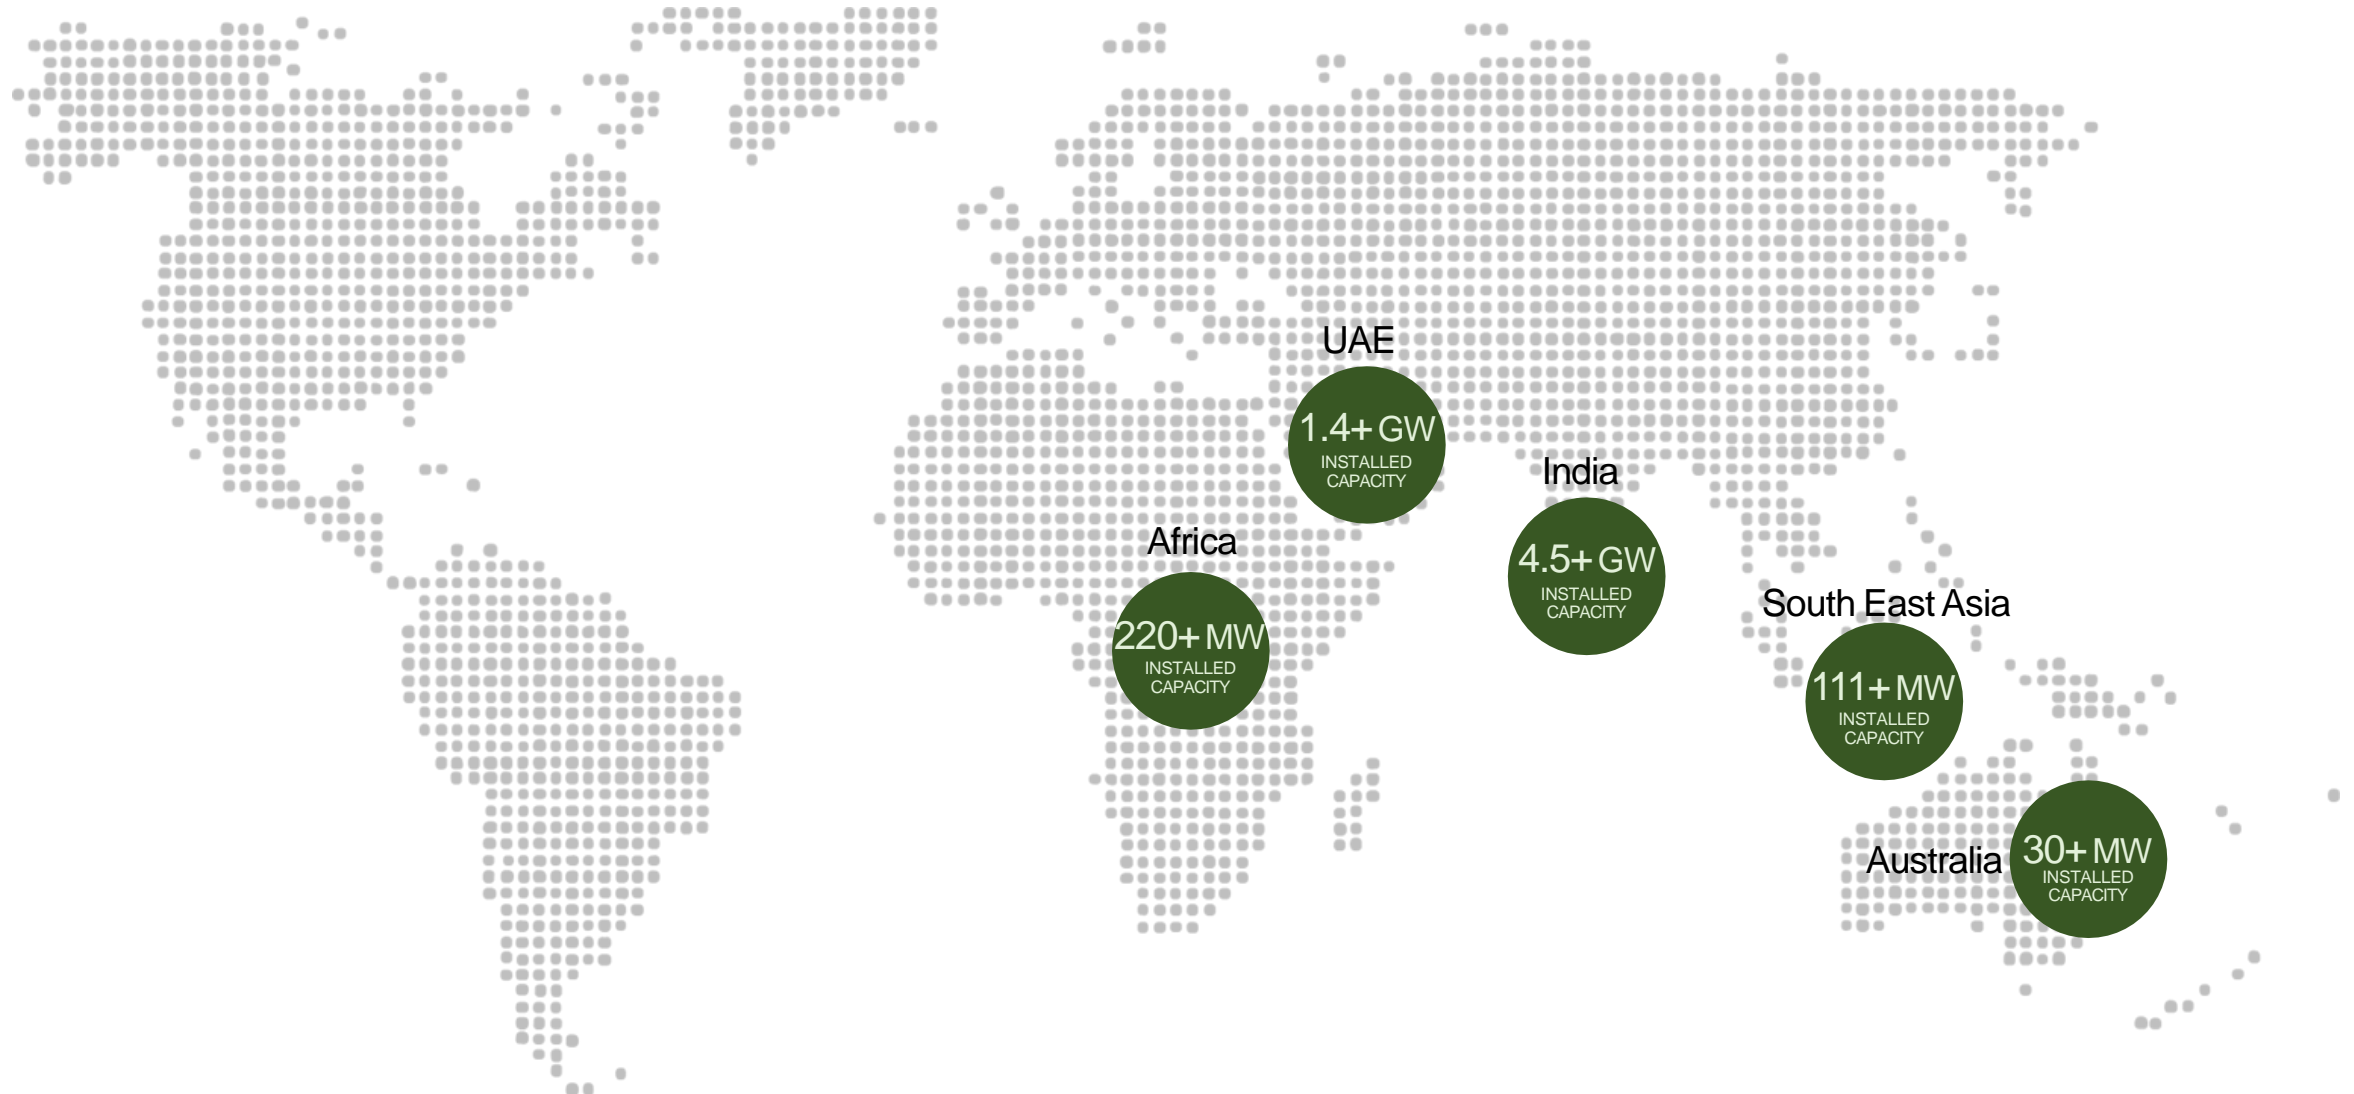 UAE
1.4+ GW
INSTALLED
CAPACITY
India
4.5+ GW
INSTALLED
CAPACITY
Africa
220+ MW
INSTALLED
CAPACITY
South East Asia
111+ MW
INSTALLED
CAPACITY
Australia
30+ MW
INSTALLED
CAPACITY